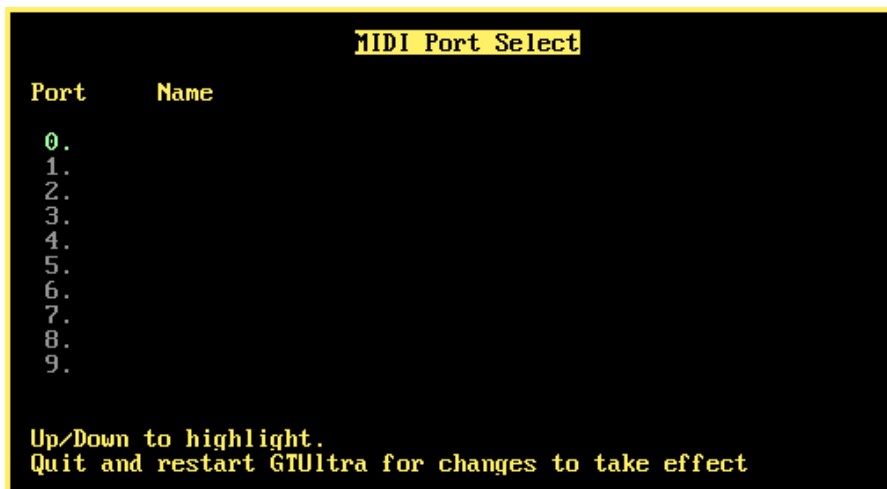 MIDI Port Select
Port Name
0.
1.
2.
3.
4.
5.
6.
7.
8.
9.
Up/Down to highlight.
Quit and restart GTUltra for changes to take effect